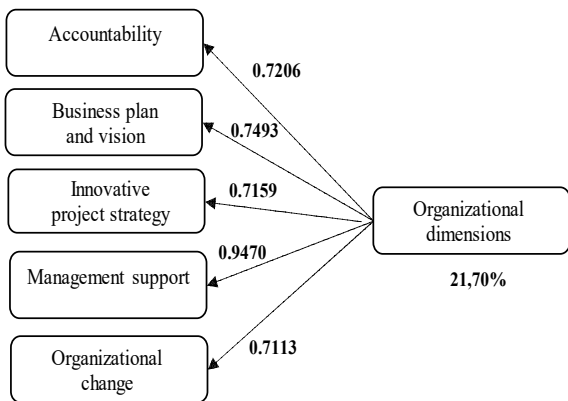 Accountability
0.7206
Business plan
and vision
0.7493
Innovative
project strategy
0.7159
Organizational
dimensions
21,70%
Management support
0.9470
Organizational
change
0.7113